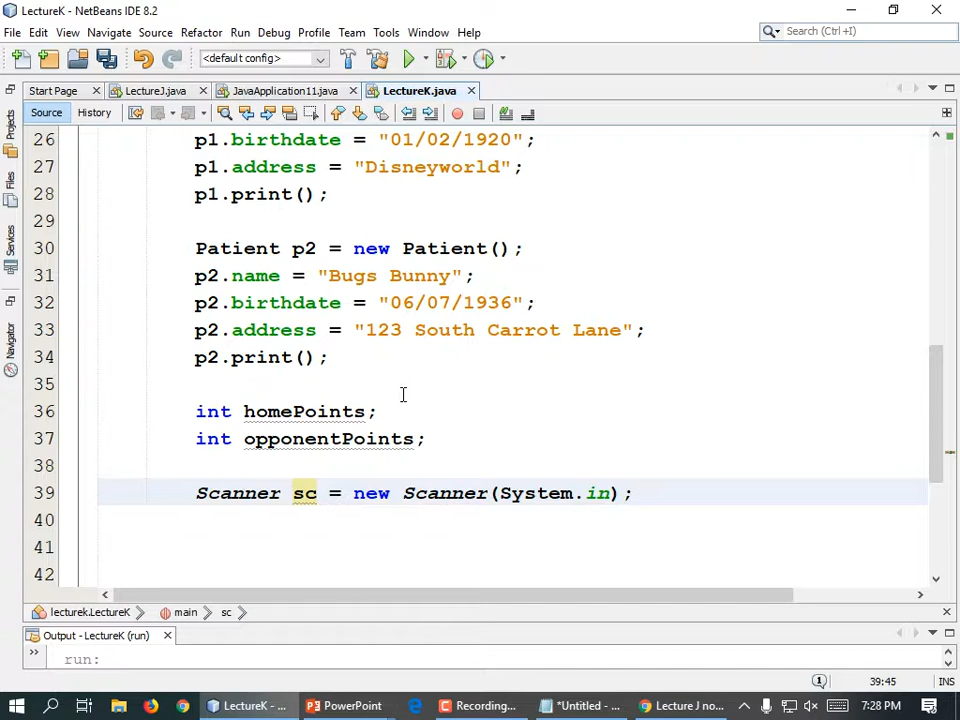 LectureK - NetBeans IDE 8.2
File Edit View Navigate Source Refactor Run Debug Profile Team Tools Window Help
Search (Ctrl+I)
<default config>
Start Page LectureJ.java JavaApplication11.java LectureK.java
Source History
Projects
Files
Services
Navigator
26 p1.birthdate = "01/02/1920";
27 p1.address = "Disneyworld";
28 p1.print();
29
30 Patient p2 = new Patient();
31 p2.name = "Bugs Bunny";
32 p2.birthdate = "06/07/1936";
33 p2.address = "123 South Carrot Lane";
34 p2.print();
35
36 int homePoints;
37 int opponentPoints;
38
39 Scanner sc = new Scanner(System.in);
40
41
42
lecturek.LectureK main sc
Output - LectureK (run)
run:
1 39:45 INS
LectureK - ... PowerPoint Recording... *Untitled - ... Lecture J no... 7:28 PM